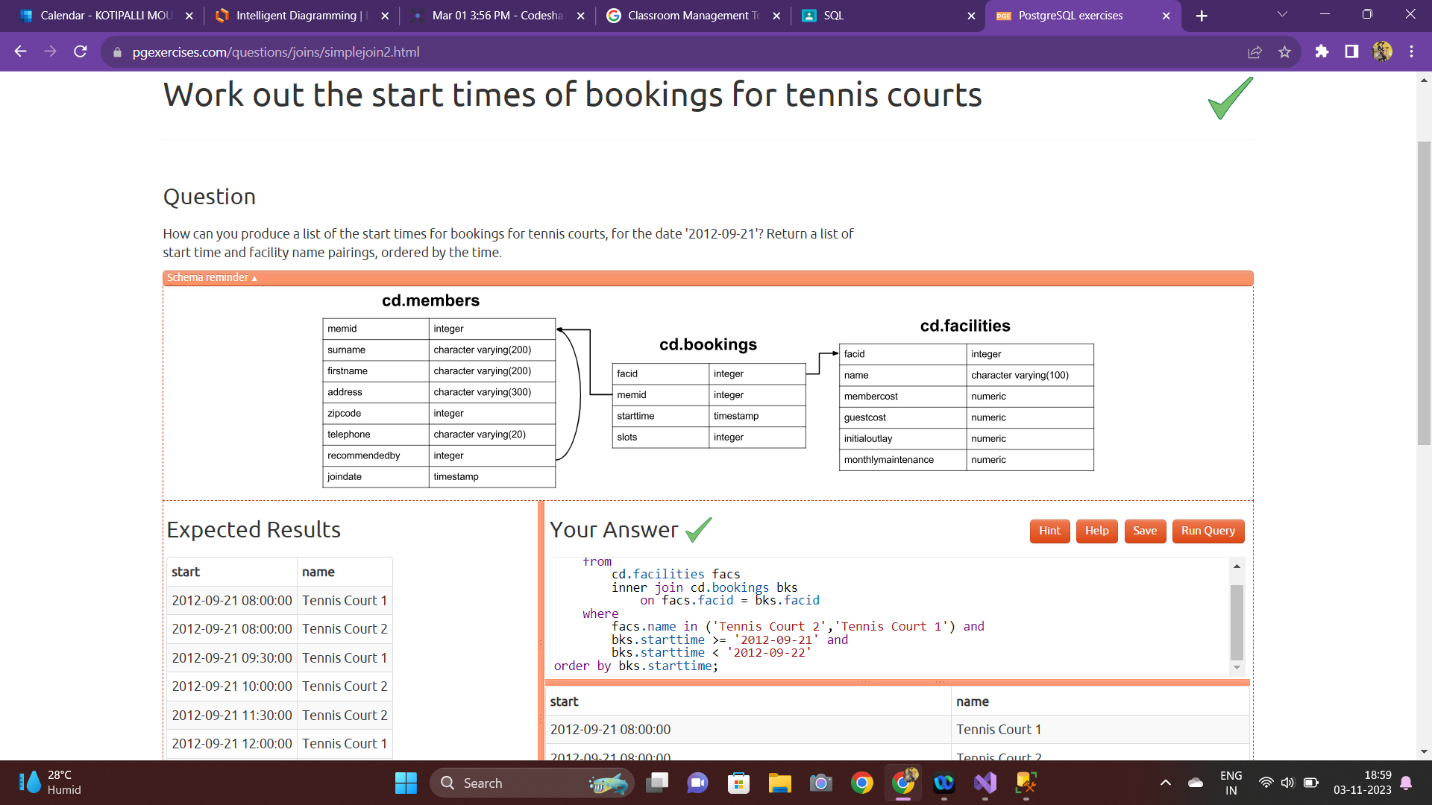 Calendar - KOTIPALLI MOU
Intelligent Diagramming |
Mar 01 3:56 PM - Codesha
Classroom Management To
SQL
PGE PostgreSQL exercises
pgexercises.com/questions/joins/simplejoin2.html
Work out the start times of bookings for tennis courts
Question
How can you produce a list of the start times for bookings for tennis courts, for the date '2012-09-21'? Return a list of
start time and facility name pairings, ordered by the time.
Schema reminder ▲
cd.members
memid integer
surname character varying(200)
firstname character varying(200)
address character varying(300)
zipcode integer
telephone character varying(20)
recommendedby integer
joindate timestamp
cd.bookings
facid integer
memid integer
starttime timestamp
slots integer
cd.facilities
facid integer
name character varying(100)
membercost numeric
guestcost numeric
initialoutlay numeric
monthlymaintenance numeric
Expected Results
start name
2012-09-21 08:00:00 Tennis Court 1
2012-09-21 08:00:00 Tennis Court 2
2012-09-21 09:30:00 Tennis Court 1
2012-09-21 10:00:00 Tennis Court 2
2012-09-21 11:30:00 Tennis Court 2
2012-09-21 12:00:00 Tennis Court 1
Your Answer
Hint Help Save Run Query
from
cd.facilities facs
inner join cd.bookings bks
on facs.facid = bks.facid
where
facs.name in ('Tennis Court 2','Tennis Court 1') and
bks.starttime >= '2012-09-21' and
bks.starttime < '2012-09-22'
order by bks.starttime;
start name
2012-09-21 08:00:00 Tennis Court 1
2012-09-21 08:00:00 Tennis Court 2
28°C
Humid
Search
ENG
IN
18:59
03-11-2023